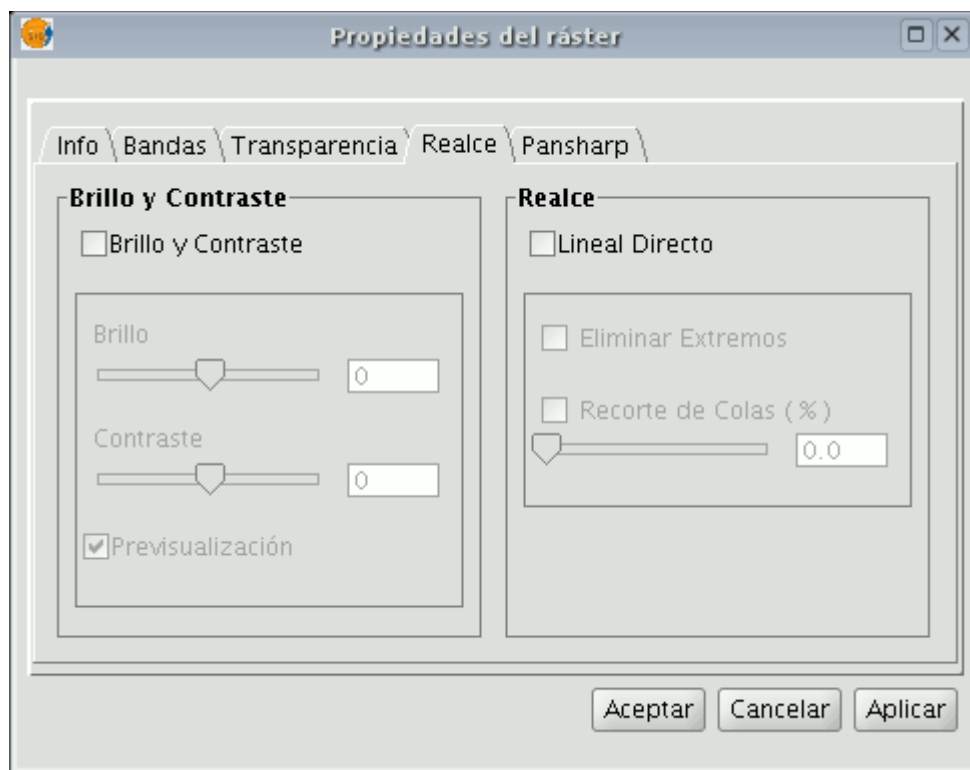 Propiedades del ráster
Info
Bandas
Transparencia
Realce
Pansharp
Brillo y Contraste
Brillo y Contraste
Brillo
0
Contraste
0
Previsualización
Realce
Lineal Directo
Eliminar Extremos
Recorte de Colas (%)
0.0
Aceptar
Cancelar
Aplicar